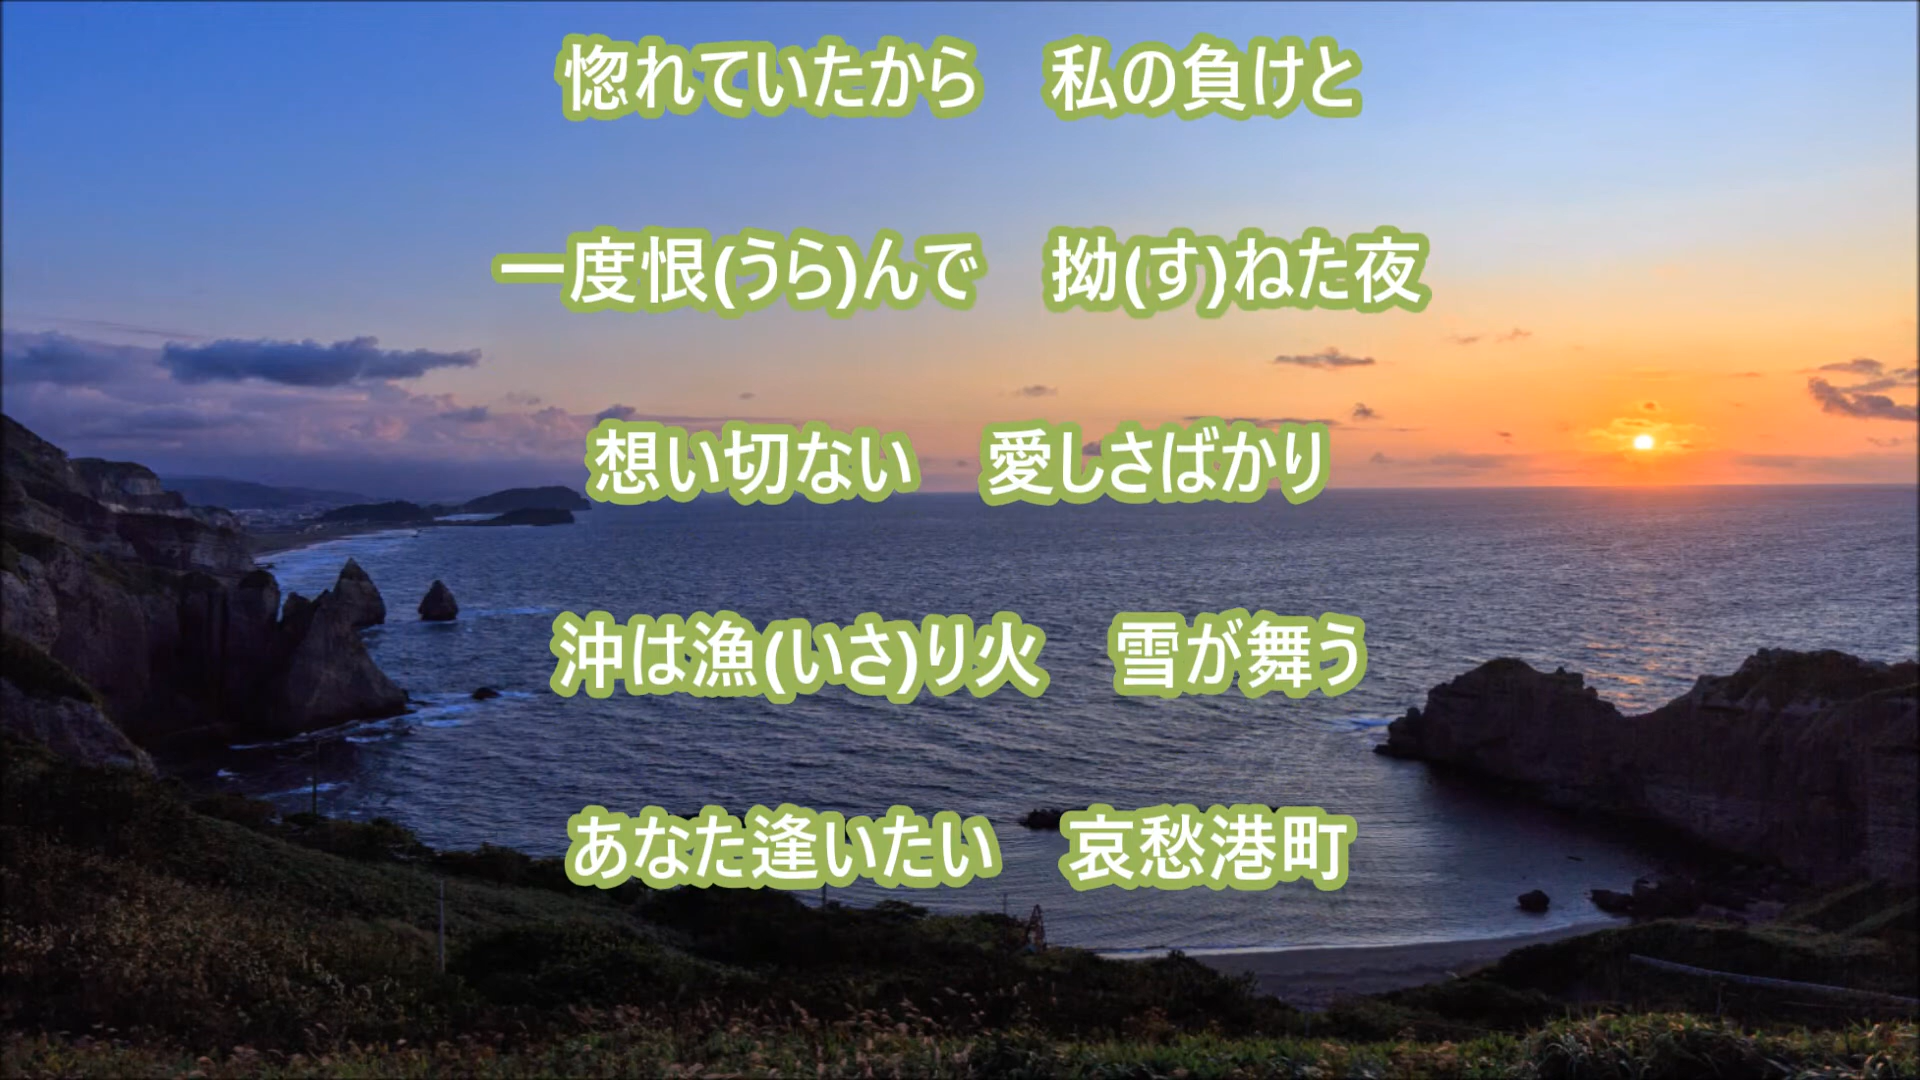 惚れていたから　私の負けと
一度恨(うら)んで　拗(す)ねた夜
想い切ない　愛しさばかり
沖は漁(いさ)り火　雪が舞う
あなた逢いたい　哀愁港町